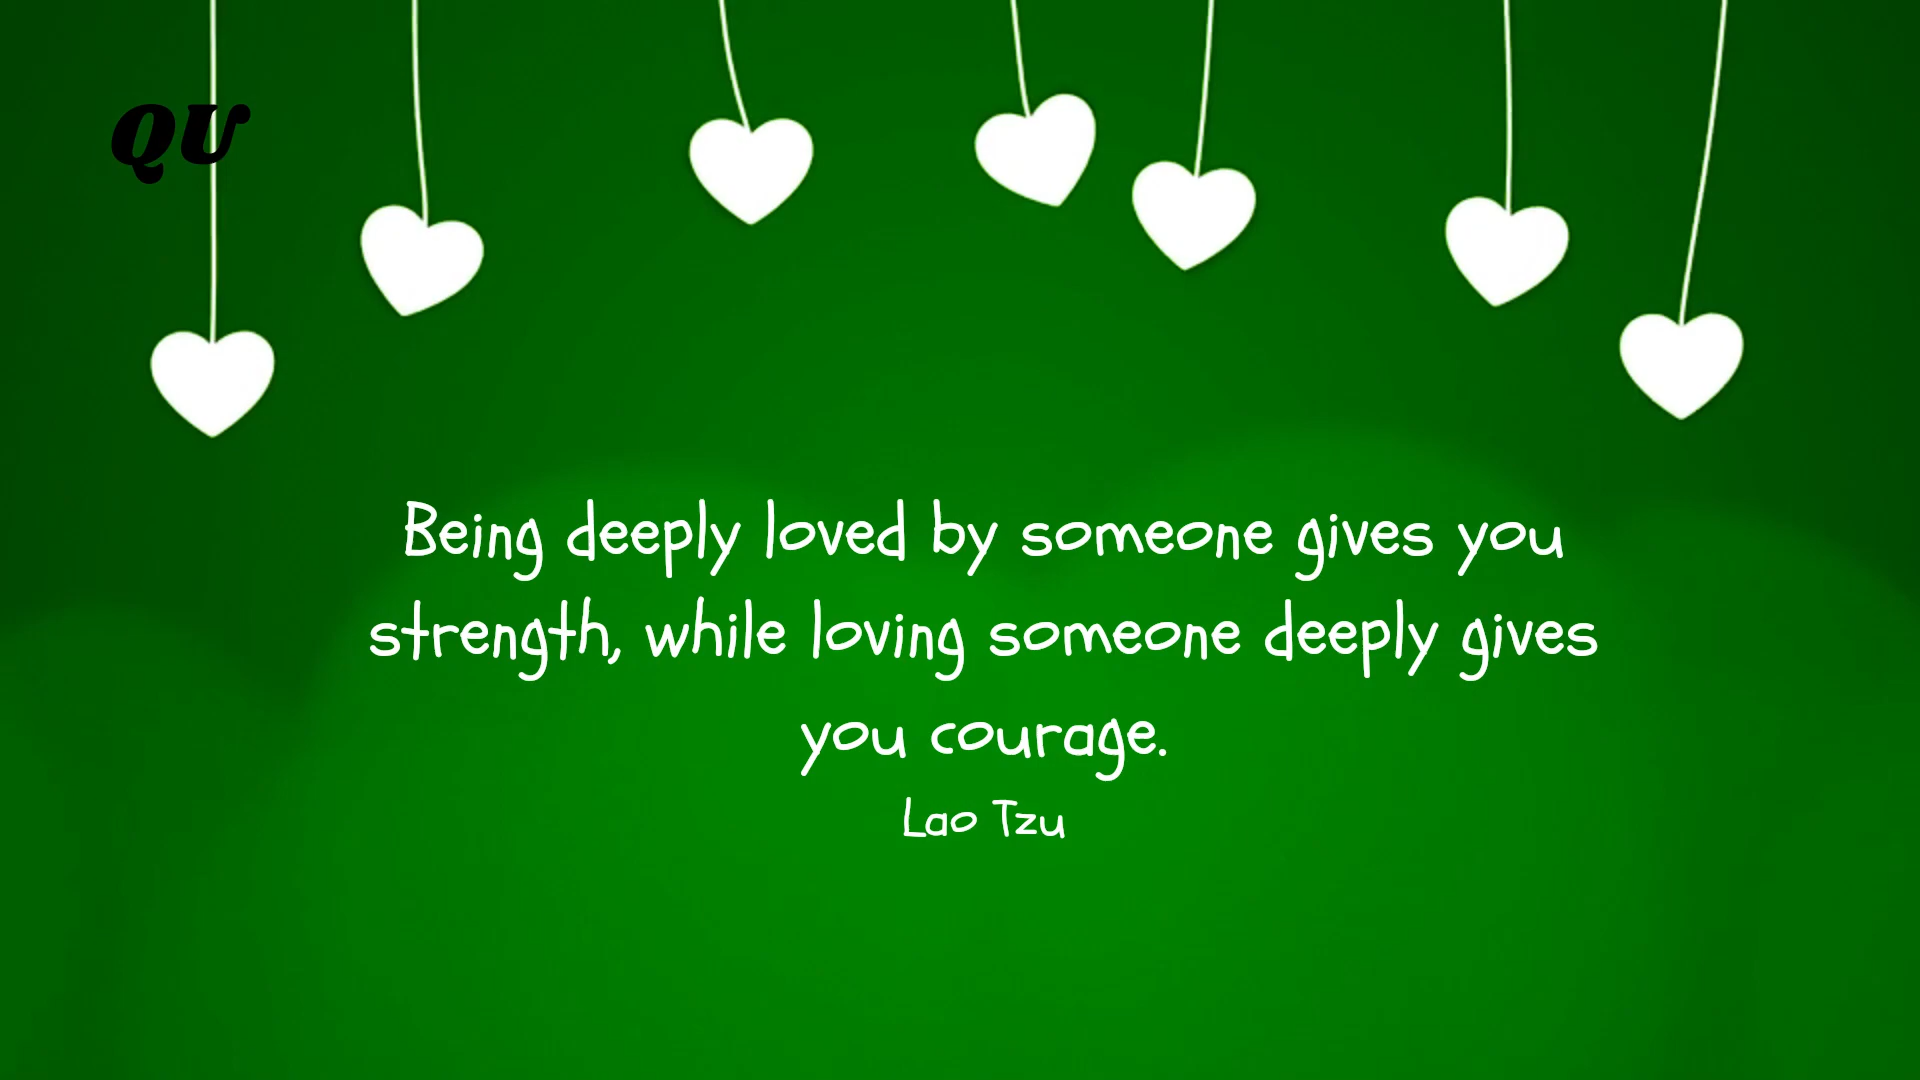 QU
Being deeply loved by someone gives you
strength, while loving someone deeply gives
you courage.
Lao Tzu